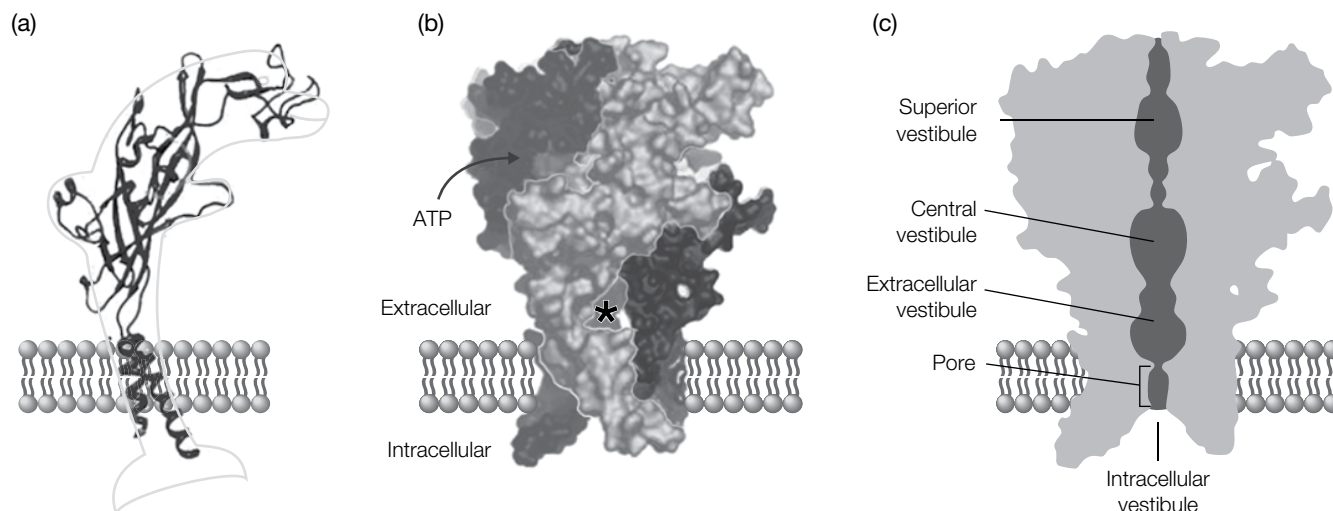 (a)
(b)
ATP
Extracellular
*
Intracellular
(c)
Superior
vestibule
Central
vestibule
Extracellular
vestibule
Pore
Intracellular
vestibule